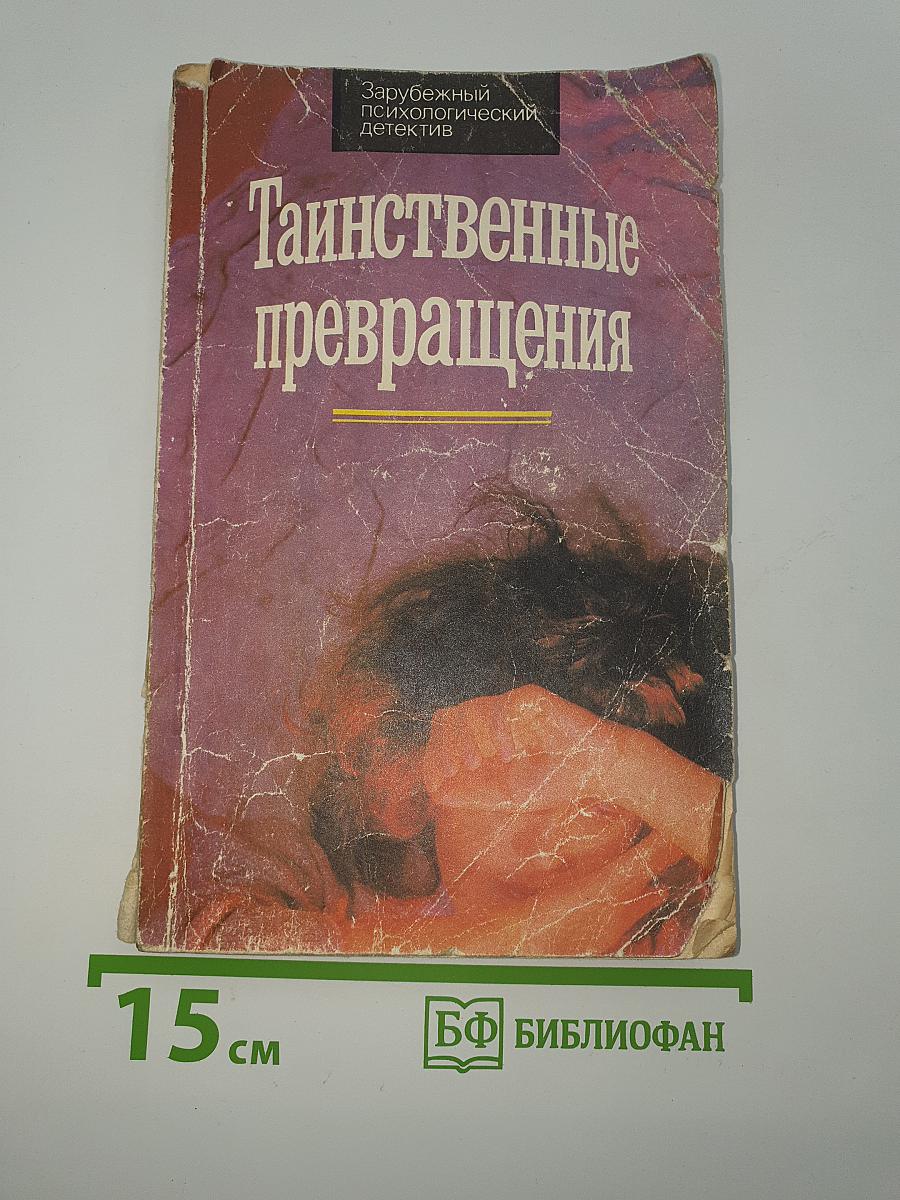 Зарубежный
психологический
детектив
Таинственные
превращения
15 см
БФ БИБЛИОФАН